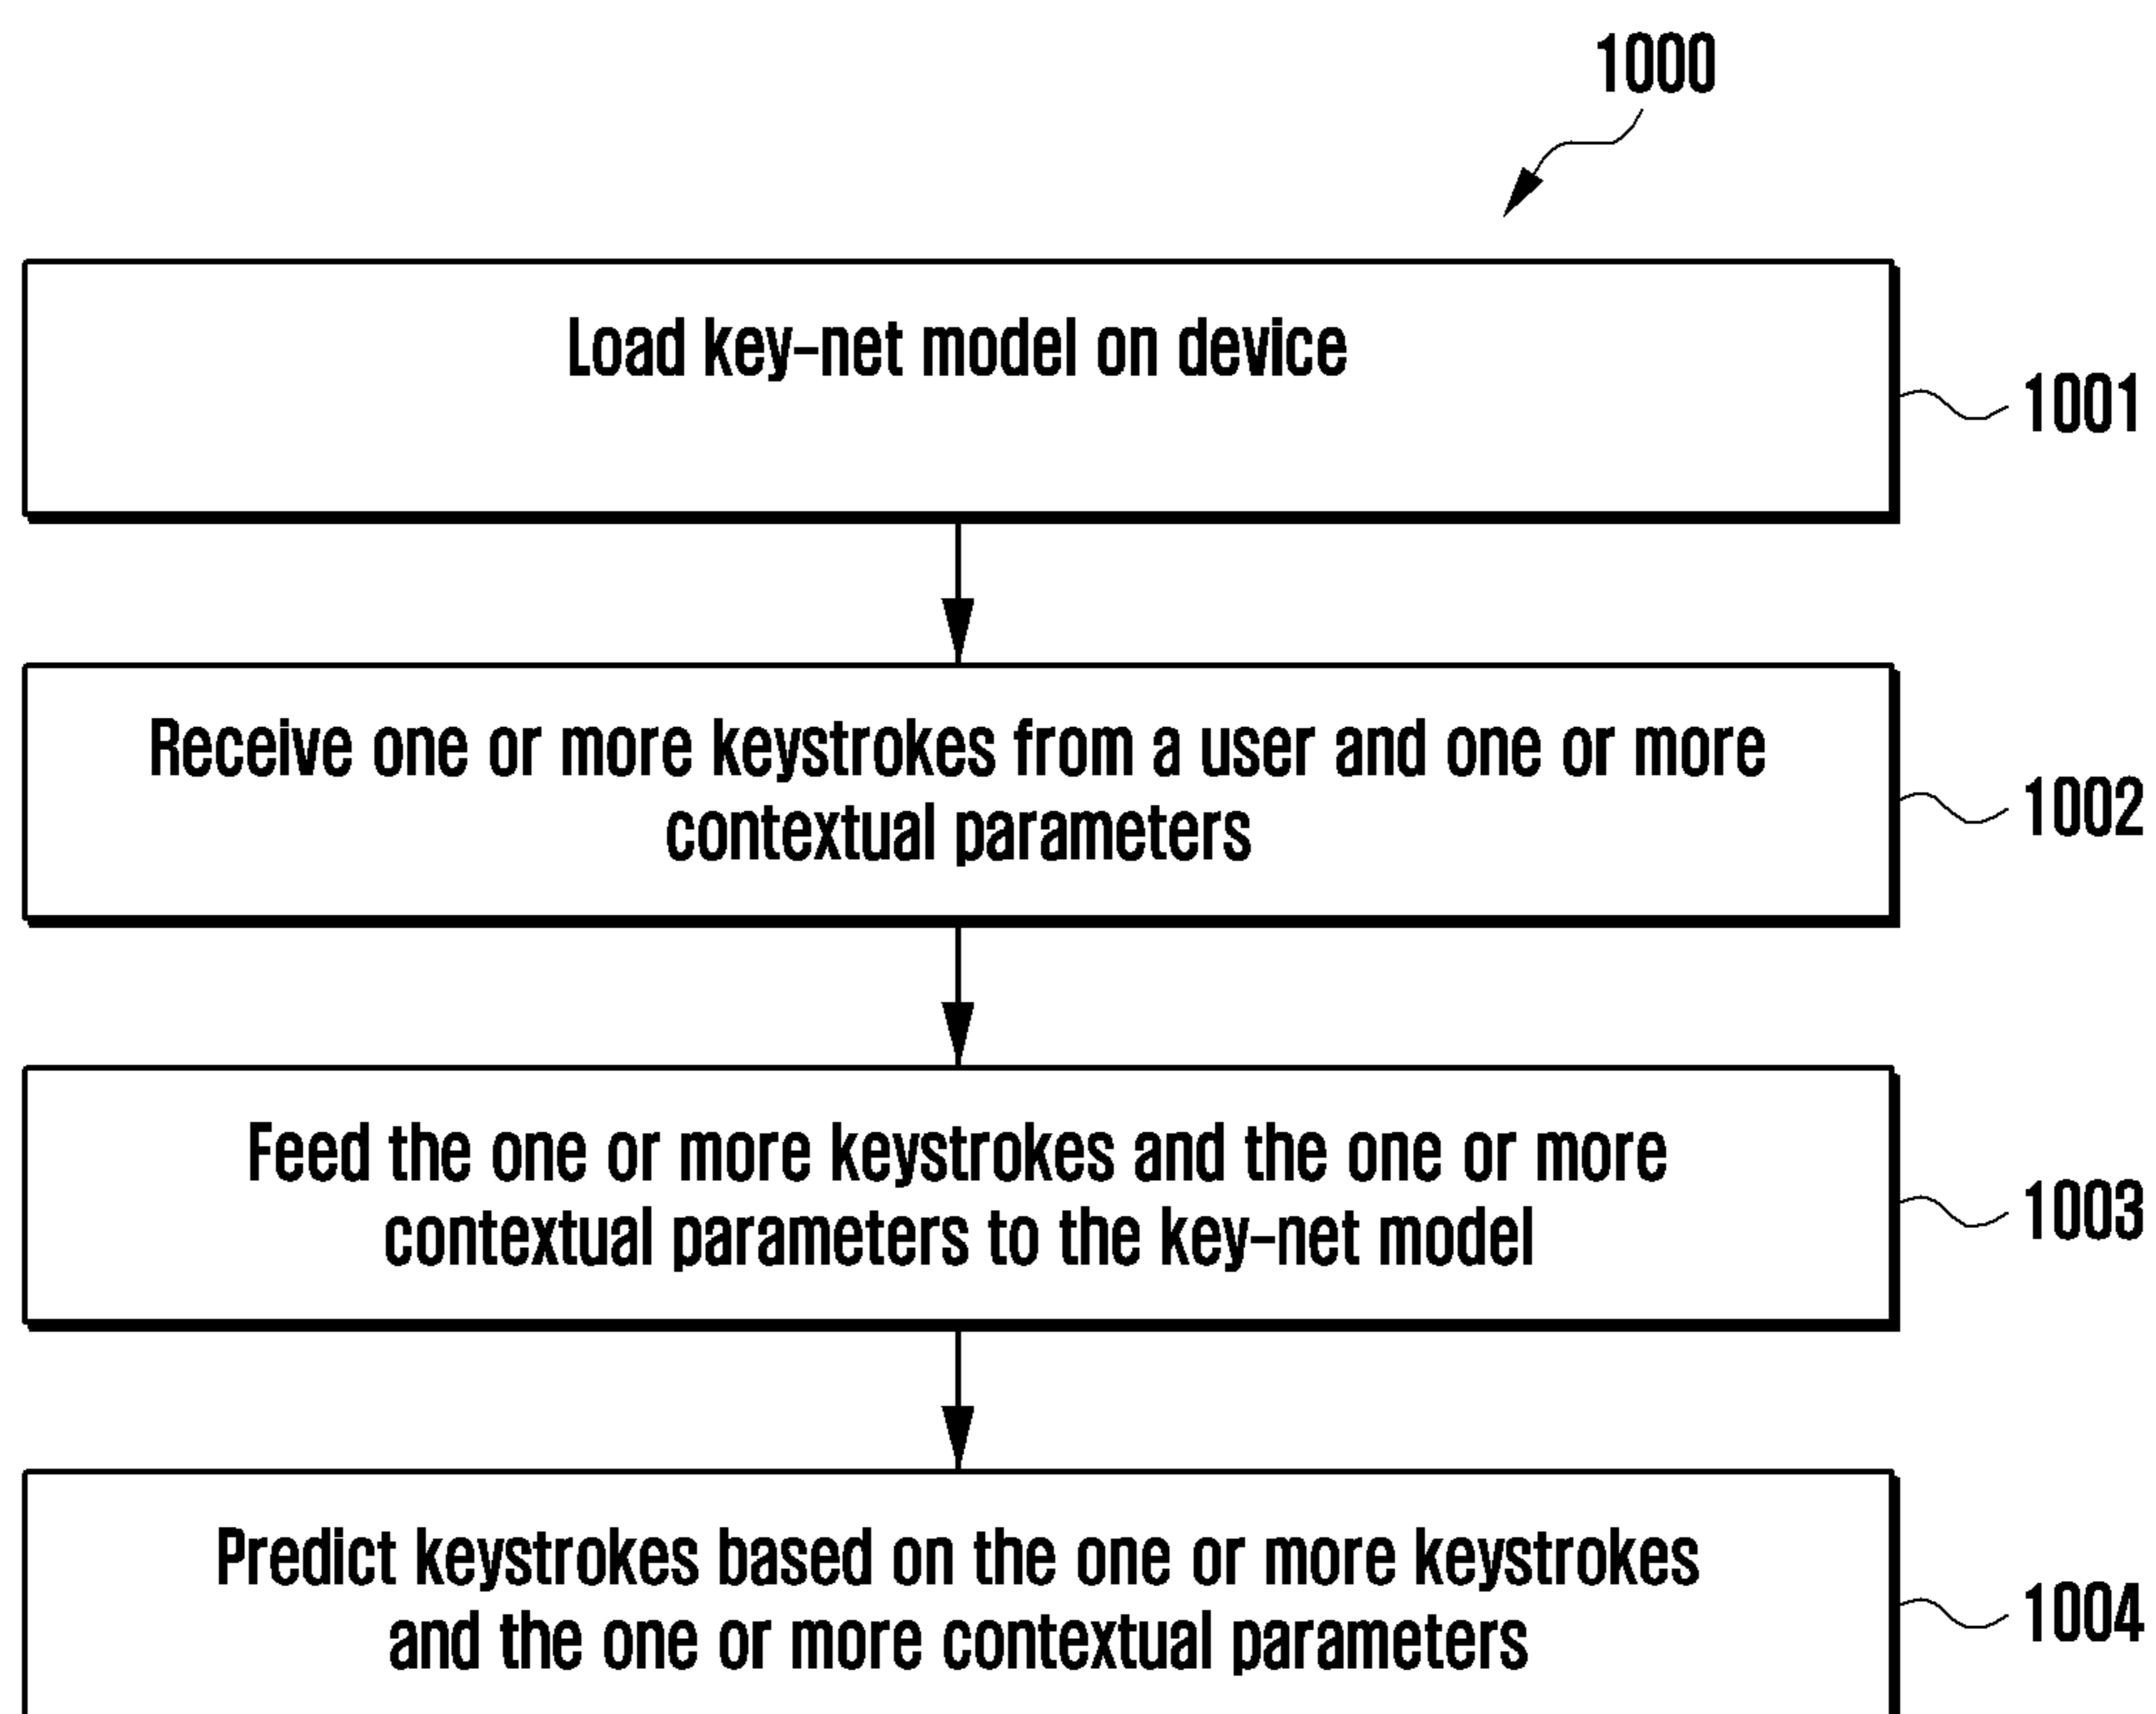 1000
Load key-net model on device
1001
Receive one or more keystrokes from a user and one or more
contextual parameters
1002
Feed the one or more keystrokes and the one or more
contextual parameters to the key-net model
1003
Predict keystrokes based on the one or more keystrokes
and the one or more contextual parameters
1004